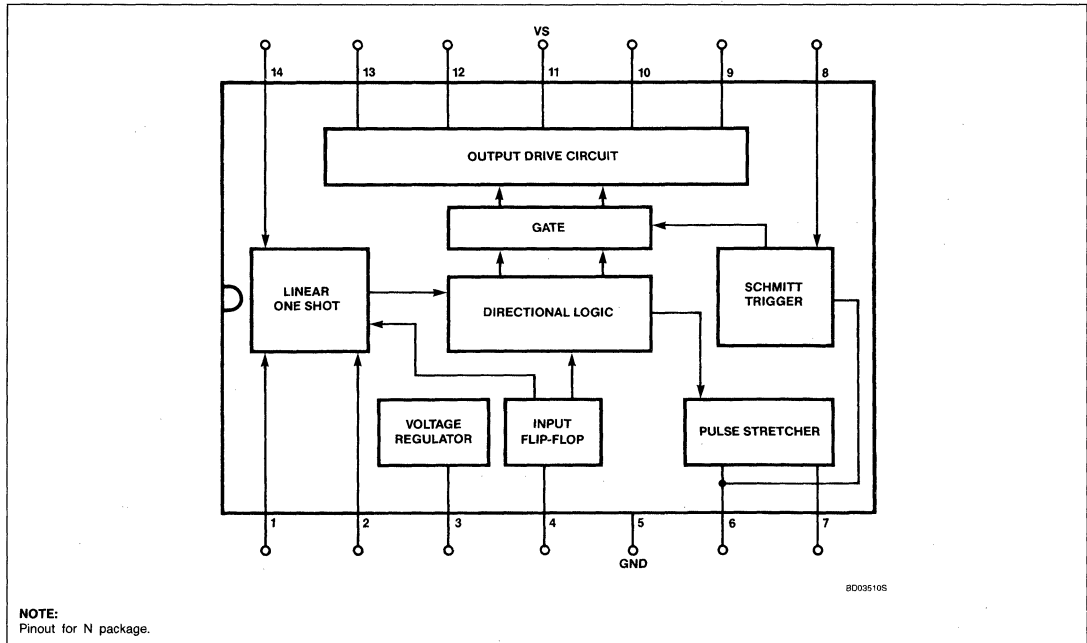 VS
14
13
12
11
10
9
8
OUTPUT DRIVE CIRCUIT
GATE
LINEAR
ONE SHOT
DIRECTIONAL LOGIC
SCHMITT
TRIGGER
VOLTAGE
REGULATOR
INPUT
FLIP-FLOP
PULSE STRETCHER
1
2
3
4
5
6
7
GND
BD03510S
NOTE:
Pinout for N package.